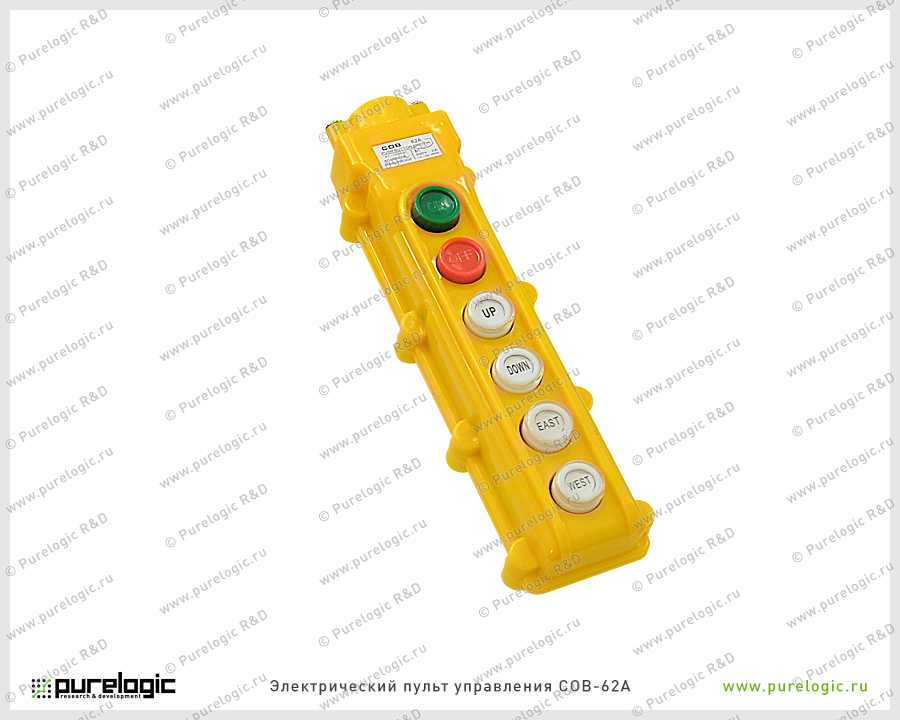 COB 62A
ON
OFF
UP
DOWN
EAST
WEST
purelogic
research & development
Электрический пульт управления COB-62A
www.purelogic.ru
© Purelogic R&D
www.purelogic.ru